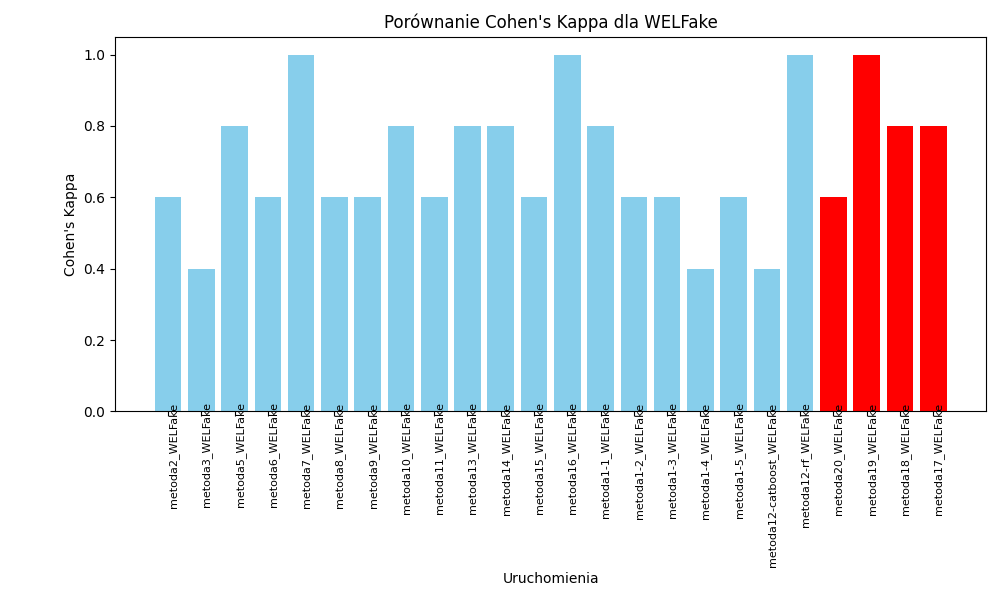 Porównanie Cohen's Kappa dla WELFake
Cohen's Kappa
1.0
0.8
0.6
0.4
0.2
0.0
metoda2_WELFake
metoda3_WELFake
metoda5_WELFake
metoda6_WELFake
metoda7_WELFake
metoda8_WELFake
metoda9_WELFake
metoda10_WELFake
metoda11_WELFake
metoda13_WELFake
metoda14_WELFake
metoda15_WELFake
metoda16_WELFake
metoda1-1_WELFake
metoda1-2_WELFake
metoda1-3_WELFake
metoda1-4_WELFake
metoda1-5_WELFake
metoda12-catboost_WELFake
metoda12-rf_WELFake
metoda20_WELFake
metoda19_WELFake
metoda18_WELFake
metoda17_WELFake
Uruchomienia